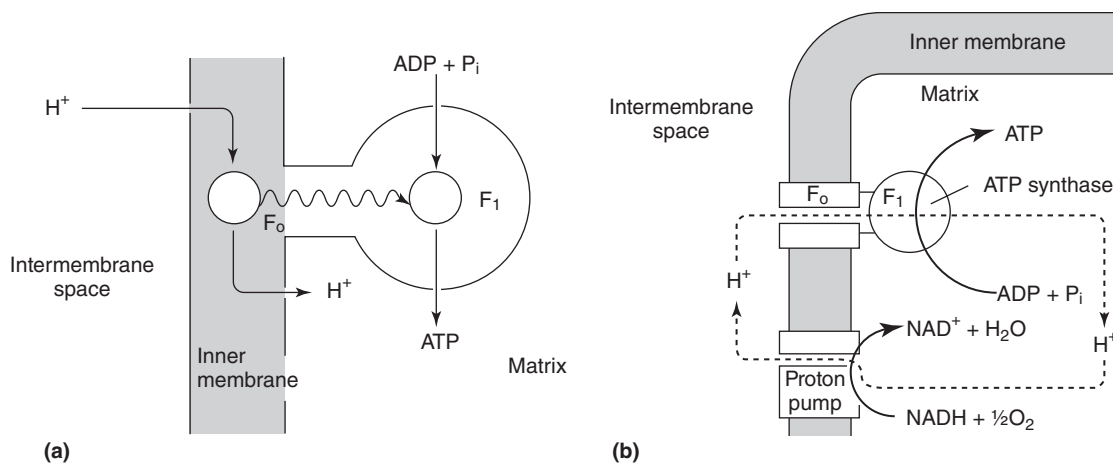 ADP + Pi
H+
F1
Fo
Intermembrane
space
H+
ATP
Inner
membrane
Matrix
(a)
Inner membrane
Intermembrane
space
Matrix
ATP
Fo
F1
ATP synthase
H+
ADP + Pi
NAD+ + H2O
H+
Proton
pump
NADH + ½O2
(b)